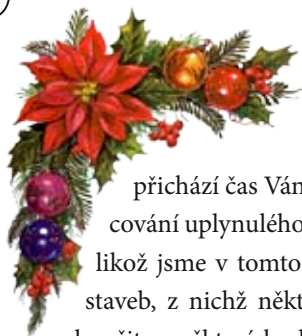 přichází čas Ván
cování uplynulého
likož jsme v tomto
staveb, z nichž někt